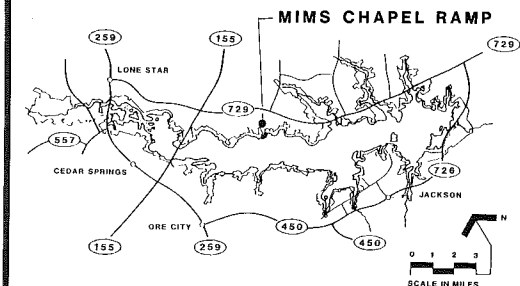 MIMS CHAPEL RAMP
259
155
729
LONE STAR
729
557
CEDAR SPRINGS
726
JACKSON
ORE CITY
450
155
259
450
N
0 1 2 3
SCALE IN MILES